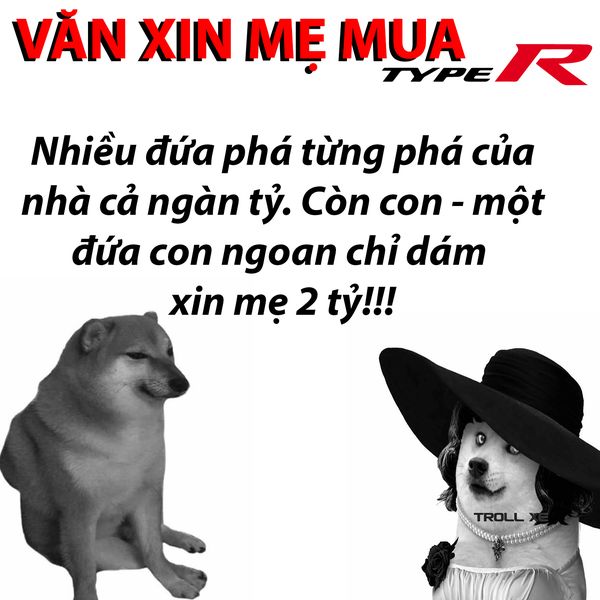 VĂN XIN MẸ MUA TYPE R
Nhiều đứa phá từng phá của
nhà cả ngàn tỷ. Còn con - một
đứa con ngoan chỉ dám
xin mẹ 2 tỷ!!!
TROLL XE